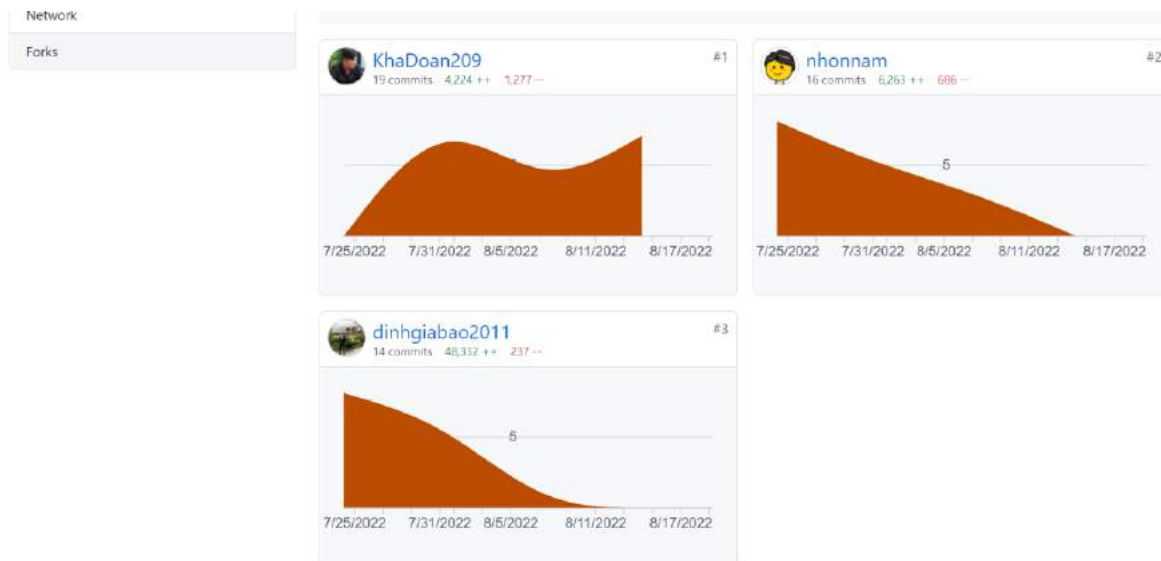 Network
Forks
KhaDoan209 #1
19 commits 4,224 ++ 1,277 --
5
7/25/2022 7/31/2022 8/5/2022 8/11/2022 8/17/2022
nhonnam #2
16 commits 6,263 ++ 686 --
5
7/25/2022 7/31/2022 8/5/2022 8/11/2022 8/17/2022
dinhgiabao2011 #3
14 commits 48,332 ++ 237 --
5
7/25/2022 7/31/2022 8/5/2022 8/11/2022 8/17/2022